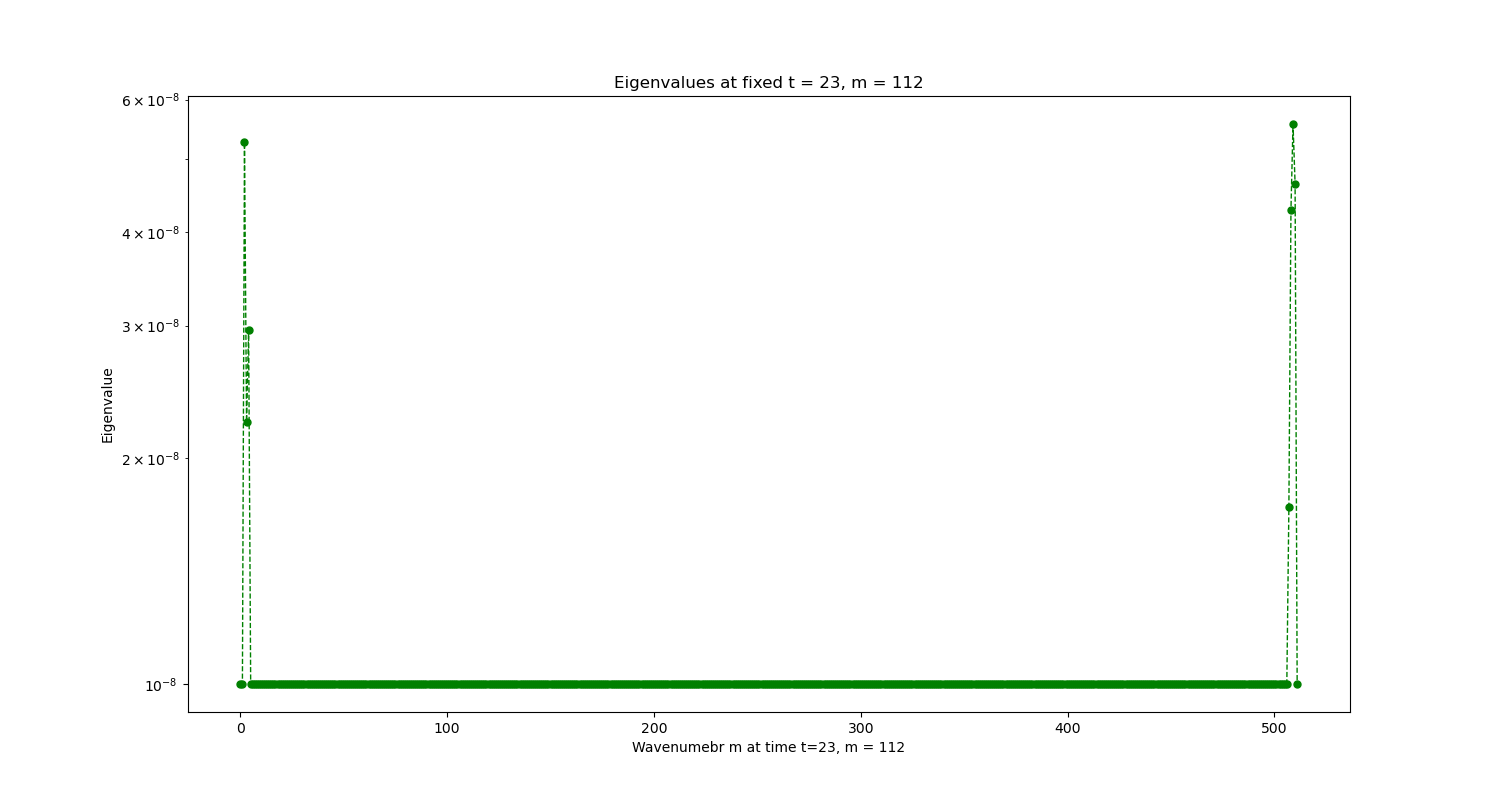 Eigenvalues at fixed t = 23, m = 112
6 × 10⁻⁸
4 × 10⁻⁸
3 × 10⁻⁸
2 × 10⁻⁸
10⁻⁸
Eigenvalue
0 100 200 300 400 500
Wavenumebr m at time t=23, m = 112